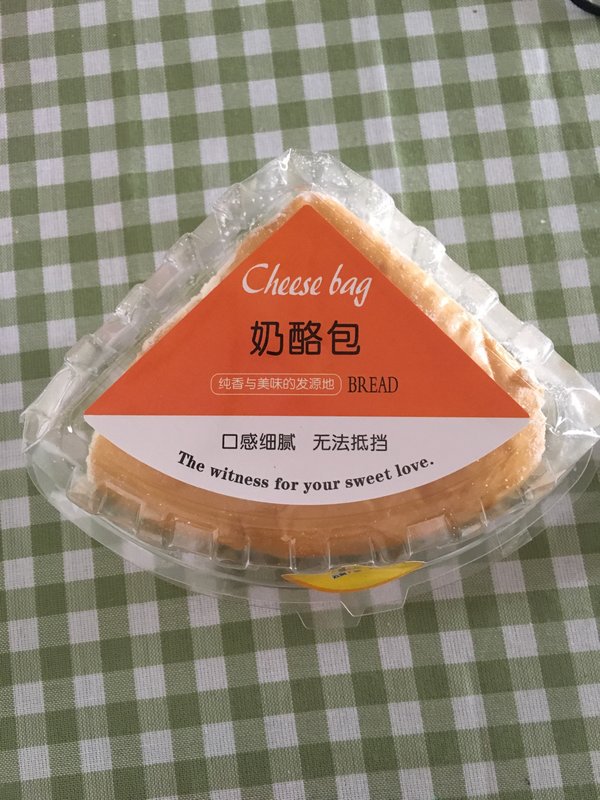 Cheese bag
奶酪包
纯香与美味的发源地 BREAD
口感细腻 无法抵挡
The witness for your sweet love.